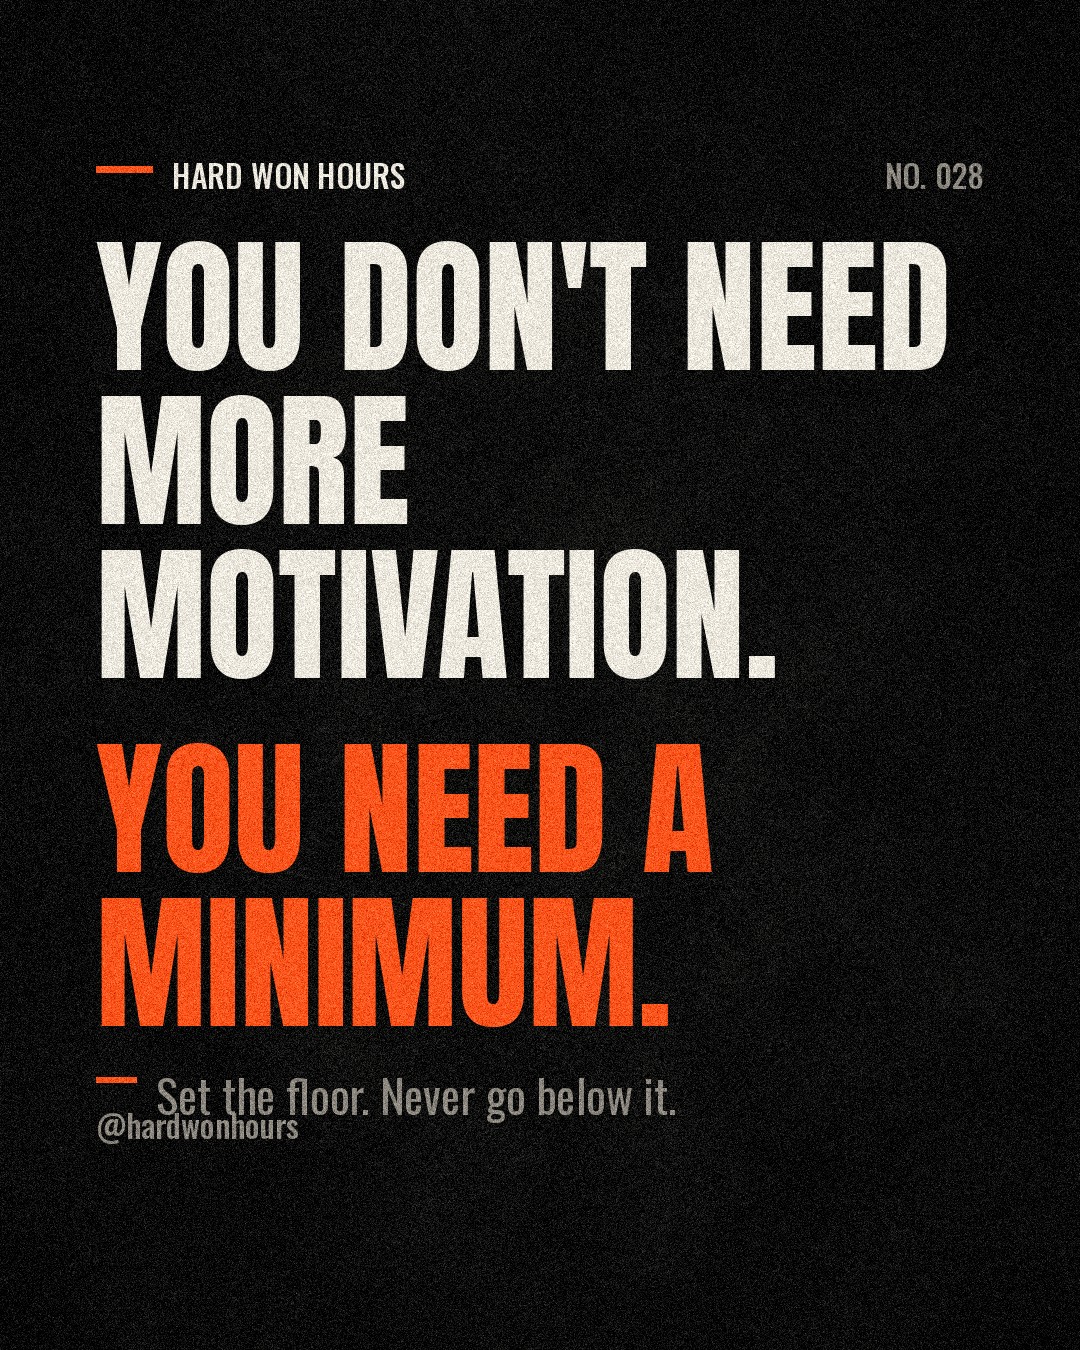 HARD WON HOURS
NO. 028
YOU DON'T NEED
MORE
MOTIVATION.
YOU NEED A
MINIMUM.
Set the floor. Never go below it.
@hardwonhours